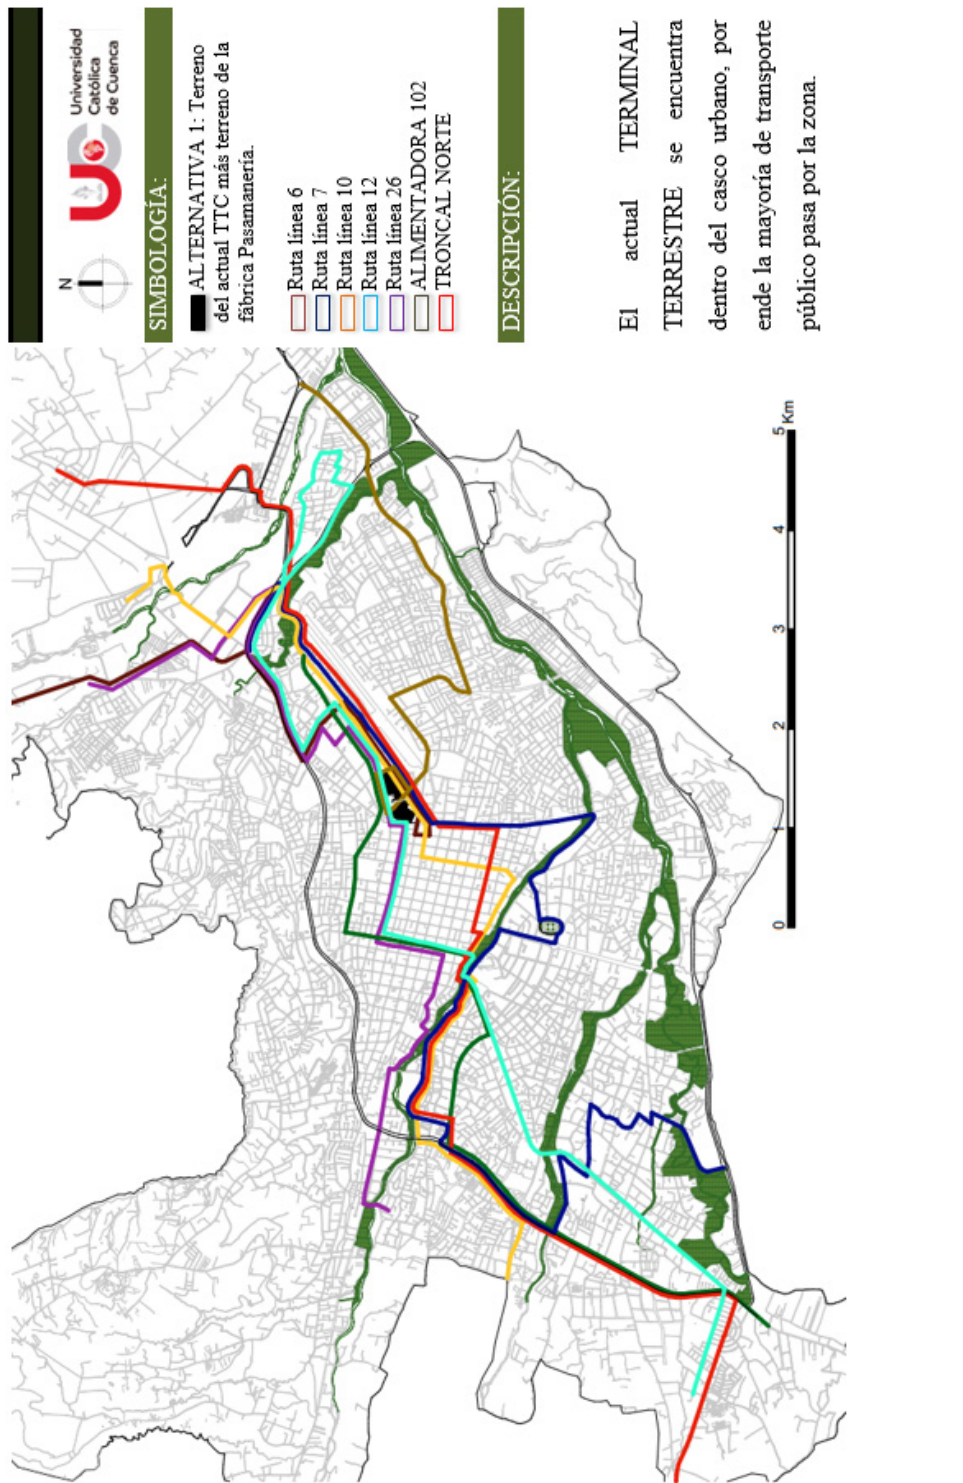 Universidad
Católica
de Cuenca
N
SIMBOLOGÍA:
ALTERNATIVA 1: Terreno
del actual TTC más terreno de la
fábrica Pasamanería.
Ruta línea 6
Ruta línea 7
Ruta línea 10
Ruta línea 12
Ruta línea 26
ALIMENTADORA 102
TRONCAL NORTE
DESCRIPCIÓN:
El actual TERMINAL
TERRESTRE se encuentra
dentro del casco urbano, por
ende la mayoría de transporte
público pasa por la zona.
0 1 2 3 4 5
Km